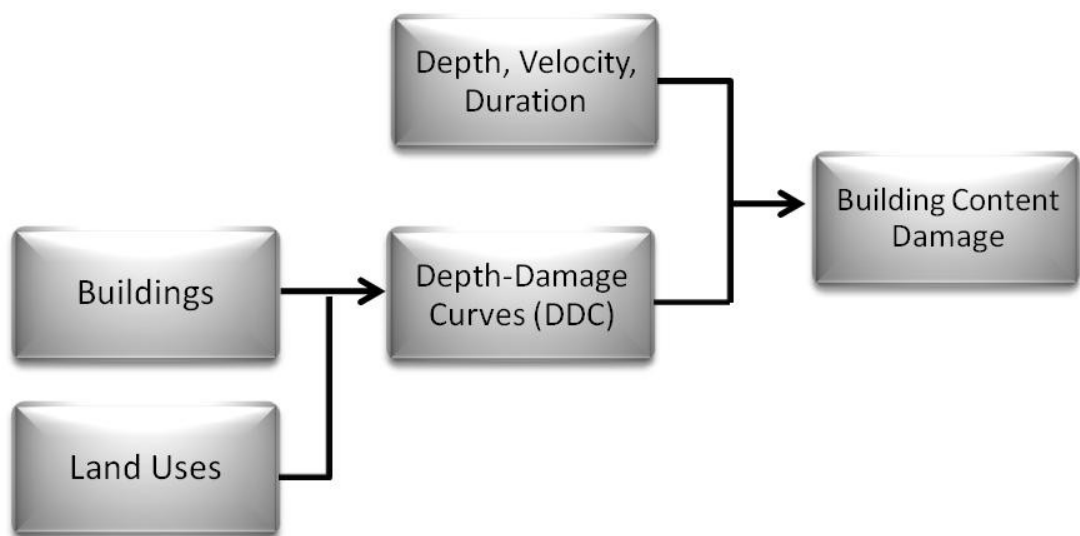 Depth, Velocity,
Duration
Building Content
Damage
Buildings
Depth-Damage
Curves (DDC)
Land Uses